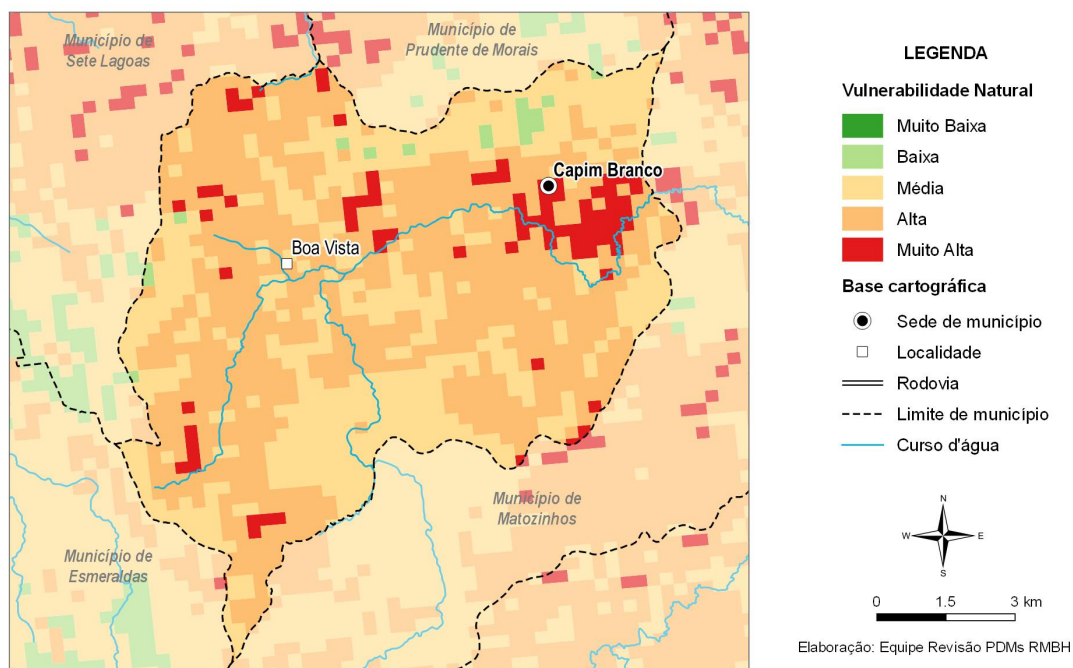 Município de
Sete Lagoas
Município de
Prudente de Morais
Capim Branco
Boa Vista
Município de
Matozinhos
Município de
Esmeraldas
LEGENDA
Vulnerabilidade Natural
Muito Baixa
Baixa
Média
Alta
Muito Alta
Base cartográfica
Sede de município
Localidade
Rodovia
Limite de município
Curso d'água
N
W
E
S
0 1.5 3 km
Elaboração: Equipe Revisão PDMs RMBH